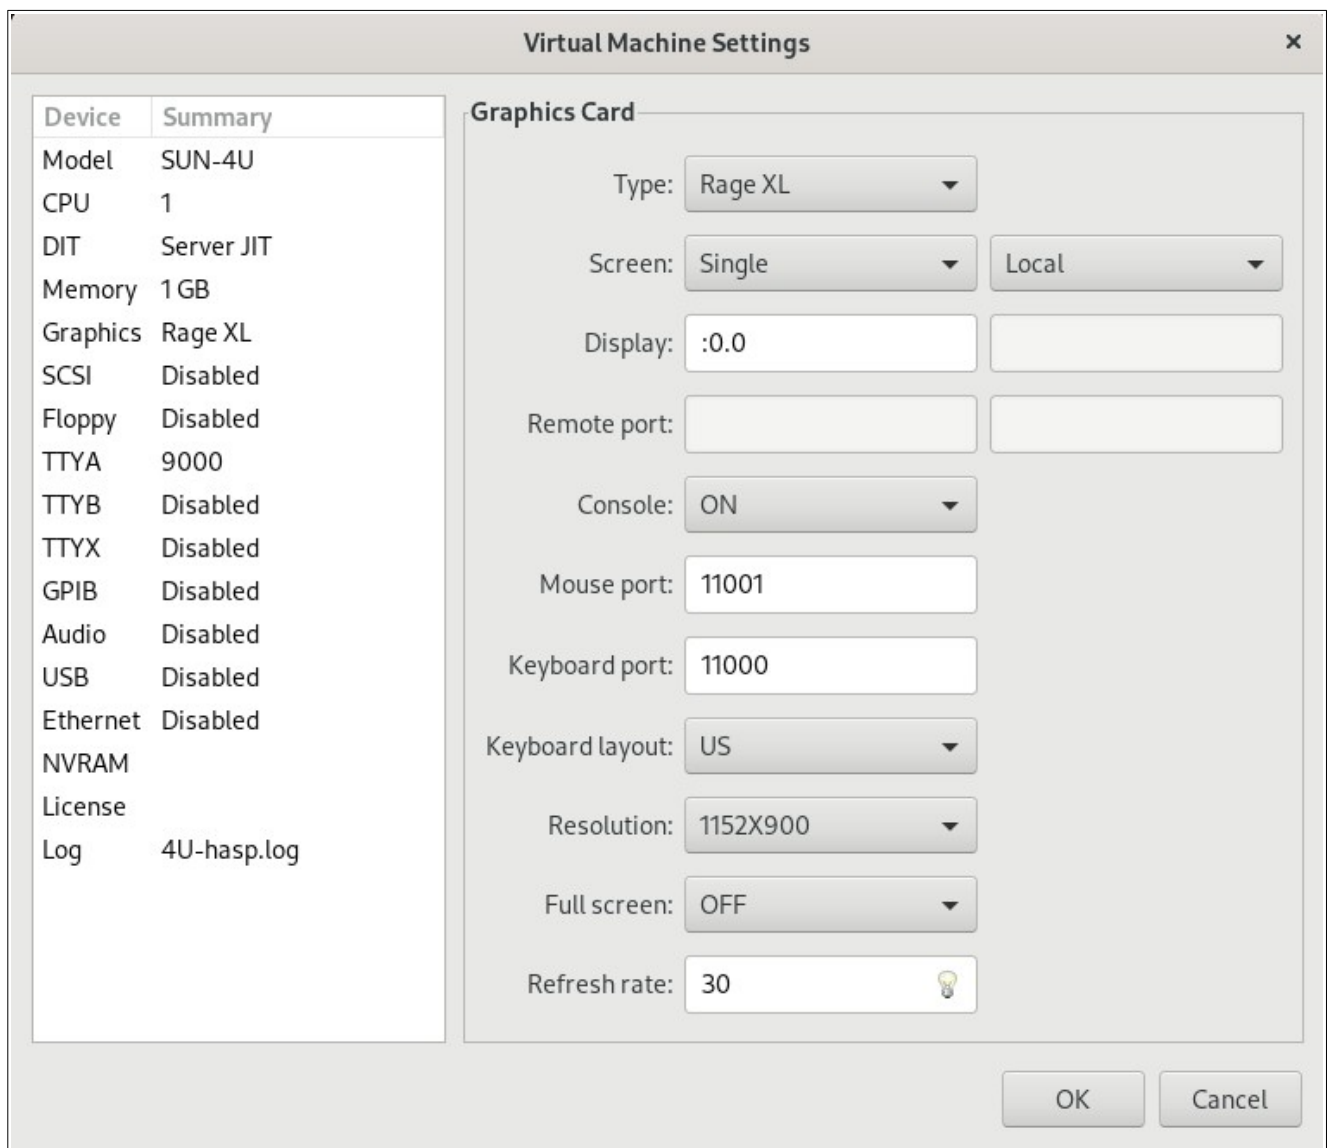 Virtual Machine Settings
Device Summary
Model SUN-4U
CPU 1
DIT Server JIT
Memory 1 GB
Graphics Rage XL
SCSI Disabled
Floppy Disabled
TTYA 9000
TTYB Disabled
TTYX Disabled
GPIB Disabled
Audio Disabled
USB Disabled
Ethernet Disabled
NVRAM
License
Log 4U-hasp.log
Graphics Card
Type: Rage XL
Screen: Single Local
Display: :0.0
Remote port:
Console: ON
Mouse port: 11001
Keyboard port: 11000
Keyboard layout: US
Resolution: 1152X900
Full screen: OFF
Refresh rate: 30
OK Cancel